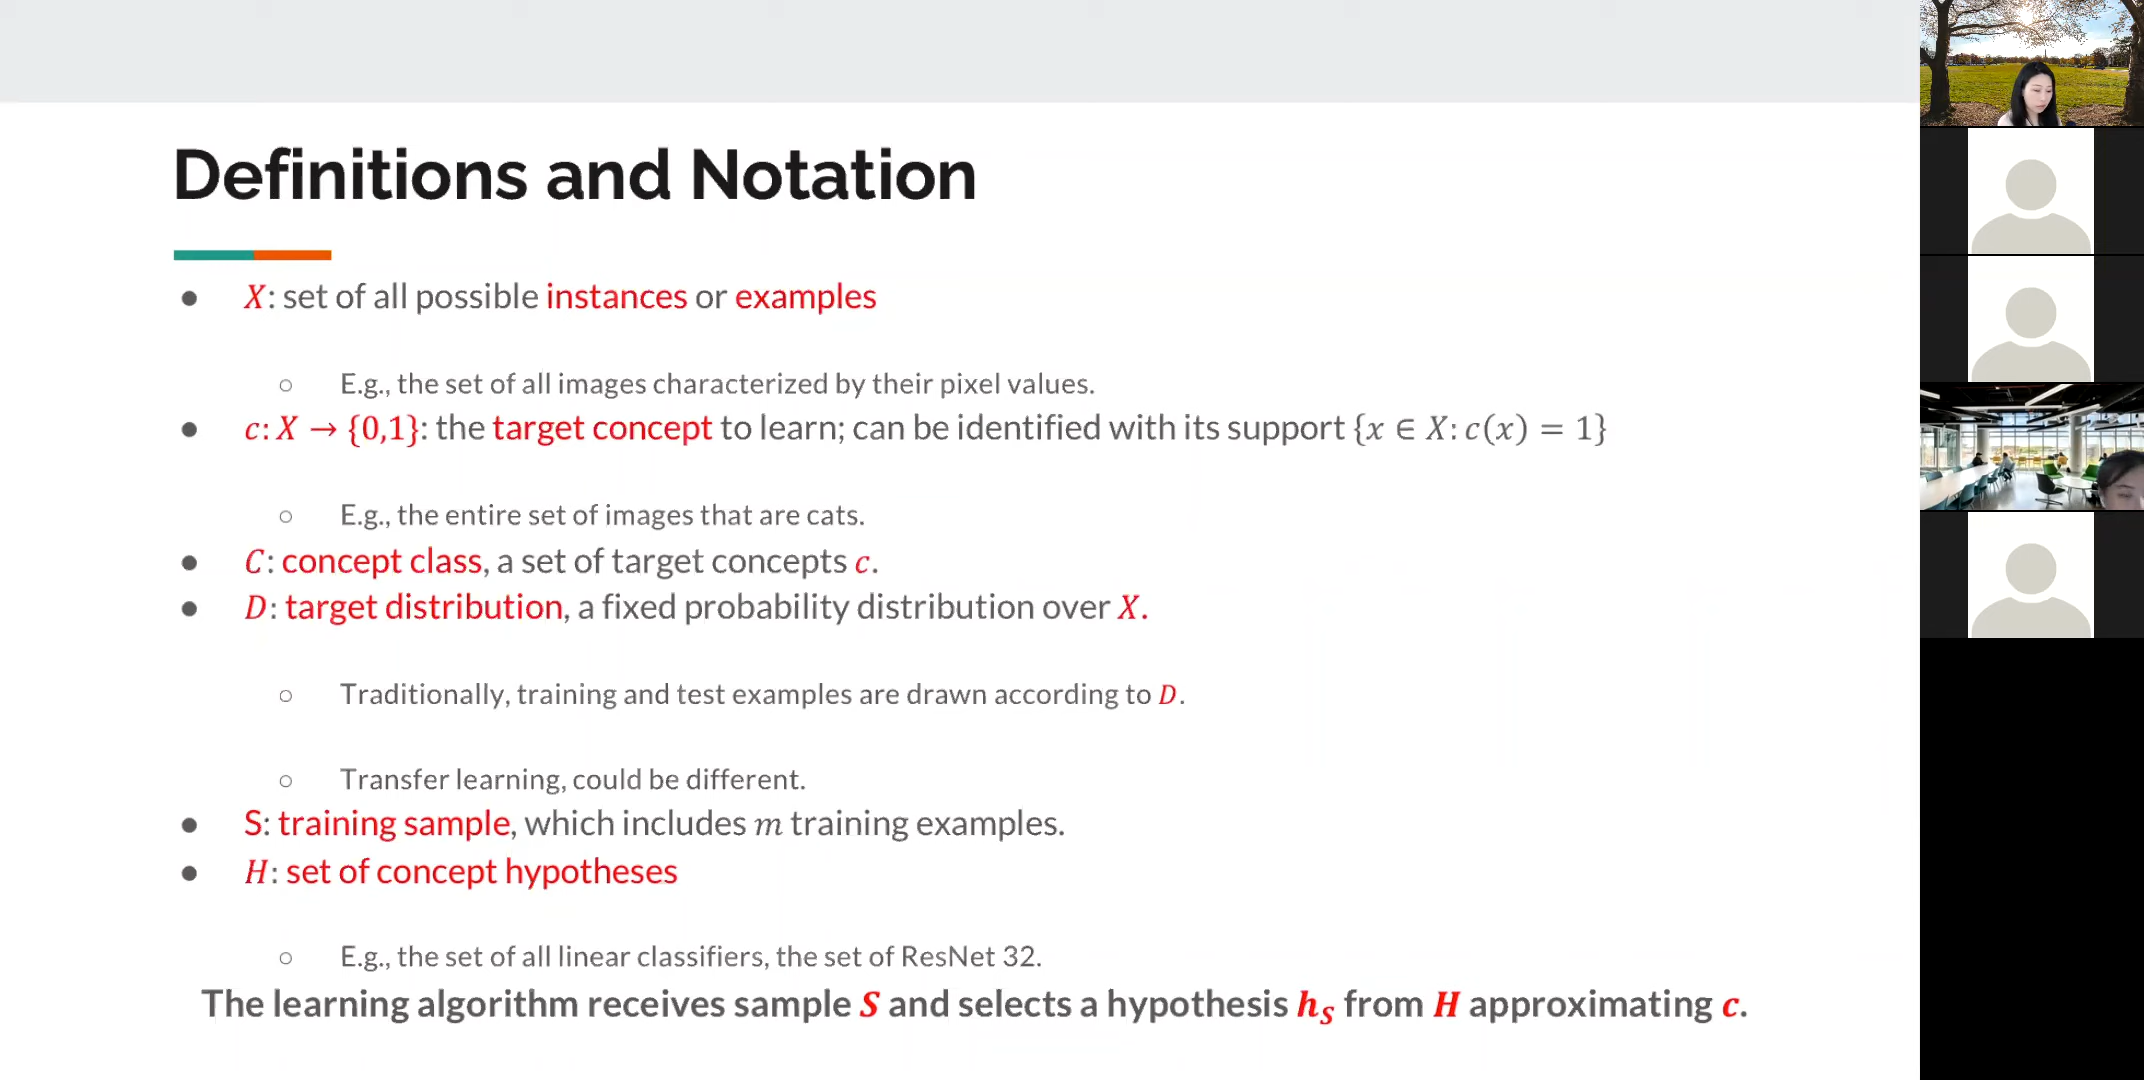 Definitions and Notation
● X: set of all possible instances or examples
○ E.g., the set of all images characterized by their pixel values.
● c: X → {0,1}: the target concept to learn; can be identified with its support {x ∈ X: c(x) = 1}
○ E.g., the entire set of images that are cats.
● C: concept class, a set of target concepts c.
● D: target distribution, a fixed probability distribution over X.
○ Traditionally, training and test examples are drawn according to D.
○ Transfer learning, could be different.
● S: training sample, which includes m training examples.
● H: set of concept hypotheses
○ E.g., the set of all linear classifiers, the set of ResNet 32.
The learning algorithm receives sample S and selects a hypothesis h_S from H approximating c.